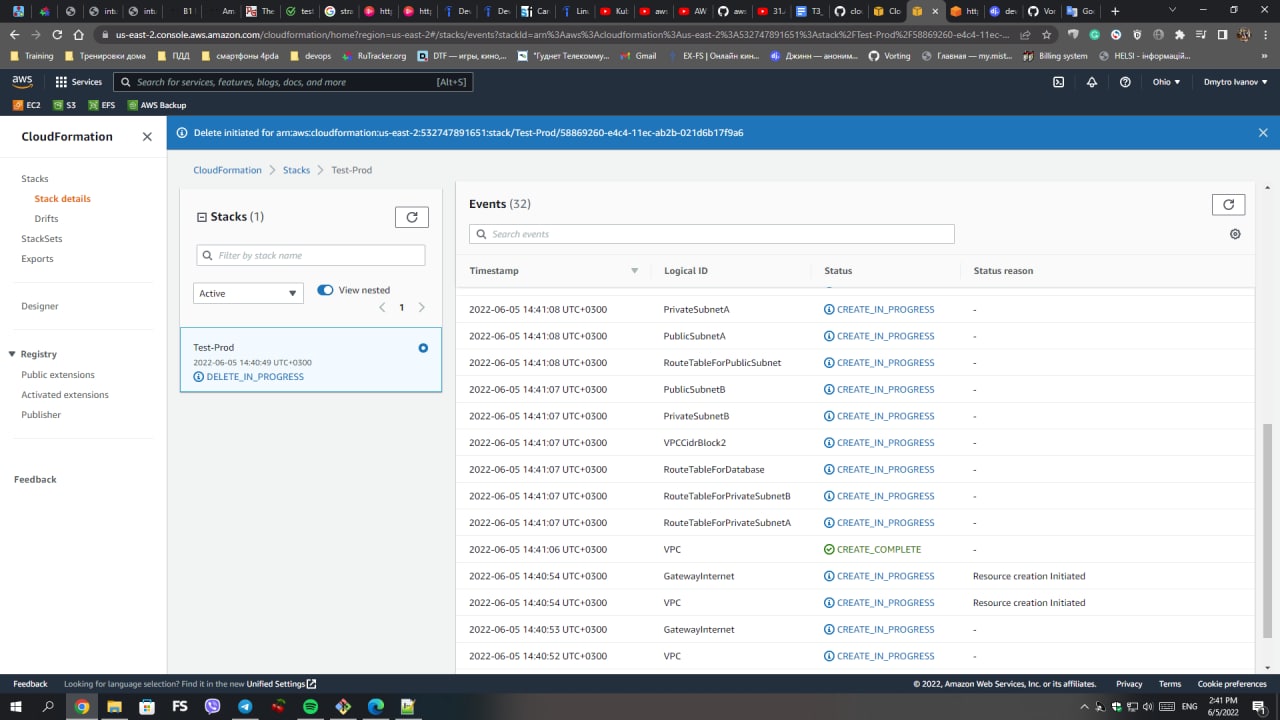 B1
Am
The
test
stra
http
http
Def
Def
Car
Lin
Kub
aws
AW
aws
31.
T3_
clo
Clo
http
dev
Vor
Go
us-east-2.console.aws.amazon.com/cloudformation/home?region=us-east-2#/stacks/events?stackId=arn%3Aaws%3Acloudformation%3Aus-east-2%3A532747891651%3Astack%2FTest-Prod%2F58869260-e4c4-11ec-...
Training
Тренировки дома
ПДД
смартфоны 4pda
devops
RuTracker.org
DTF — игры, кино,...
"Гуднет Телекомму...
Gmail
EX-FS | Онлайн кин...
Джинн — аноним...
Vorting
Главная — my.mist...
Billing system
HELSI - інформацій...
Другие закладки
aws
Services
Search for services, features, blogs, docs, and more
[Alt+S]
Ohio
Dmytro Ivanov
EC2
S3
EFS
AWS Backup
CloudFormation
Delete initiated for arn:aws:cloudformation:us-east-2:532747891651:stack/Test-Prod/58869260-e4c4-11ec-ab2b-021d6b17f9a6
Stacks
Stack details
Drifts
StackSets
Exports
Designer
Registry
Public extensions
Activated extensions
Publisher
Feedback
CloudFormation
Stacks
Test-Prod
Stacks (1)
Filter by stack name
Active
View nested
1
Test-Prod
2022-06-05 14:40:49 UTC+0300
DELETE_IN_PROGRESS
Events (32)
Search events
Timestamp Logical ID Status Status reason
2022-06-05 14:41:08 UTC+0300 PrivateSubnetA CREATE_IN_PROGRESS -
2022-06-05 14:41:08 UTC+0300 PublicSubnetA CREATE_IN_PROGRESS -
2022-06-05 14:41:08 UTC+0300 RouteTableForPublicSubnet CREATE_IN_PROGRESS -
2022-06-05 14:41:07 UTC+0300 PublicSubnetB CREATE_IN_PROGRESS -
2022-06-05 14:41:07 UTC+0300 PrivateSubnetB CREATE_IN_PROGRESS -
2022-06-05 14:41:07 UTC+0300 VPCCidrBlock2 CREATE_IN_PROGRESS -
2022-06-05 14:41:07 UTC+0300 RouteTableForDatabase CREATE_IN_PROGRESS -
2022-06-05 14:41:07 UTC+0300 RouteTableForPrivateSubnetB CREATE_IN_PROGRESS -
2022-06-05 14:41:07 UTC+0300 RouteTableForPrivateSubnetA CREATE_IN_PROGRESS -
2022-06-05 14:41:06 UTC+0300 VPC CREATE_COMPLETE -
2022-06-05 14:40:54 UTC+0300 GatewayInternet CREATE_IN_PROGRESS Resource creation Initiated
2022-06-05 14:40:54 UTC+0300 VPC CREATE_IN_PROGRESS Resource creation Initiated
2022-06-05 14:40:53 UTC+0300 GatewayInternet CREATE_IN_PROGRESS -
2022-06-05 14:40:52 UTC+0300 VPC CREATE_IN_PROGRESS -
Feedback
Looking for language selection? Find it in the new Unified Settings
© 2022, Amazon Web Services, Inc. or its affiliates.
Privacy
Terms
Cookie preferences
FS
ENG
2:41 PM
6/5/2022